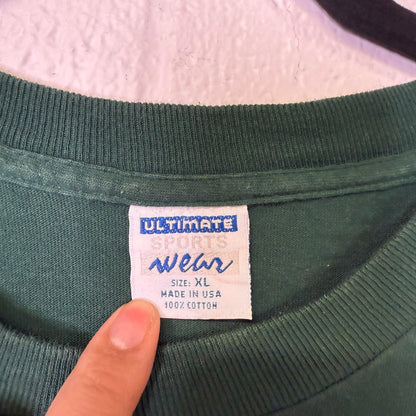 ULTIMATE
SPORTS
wear
SIZE: XL
MADE IN USA
100% COTTON